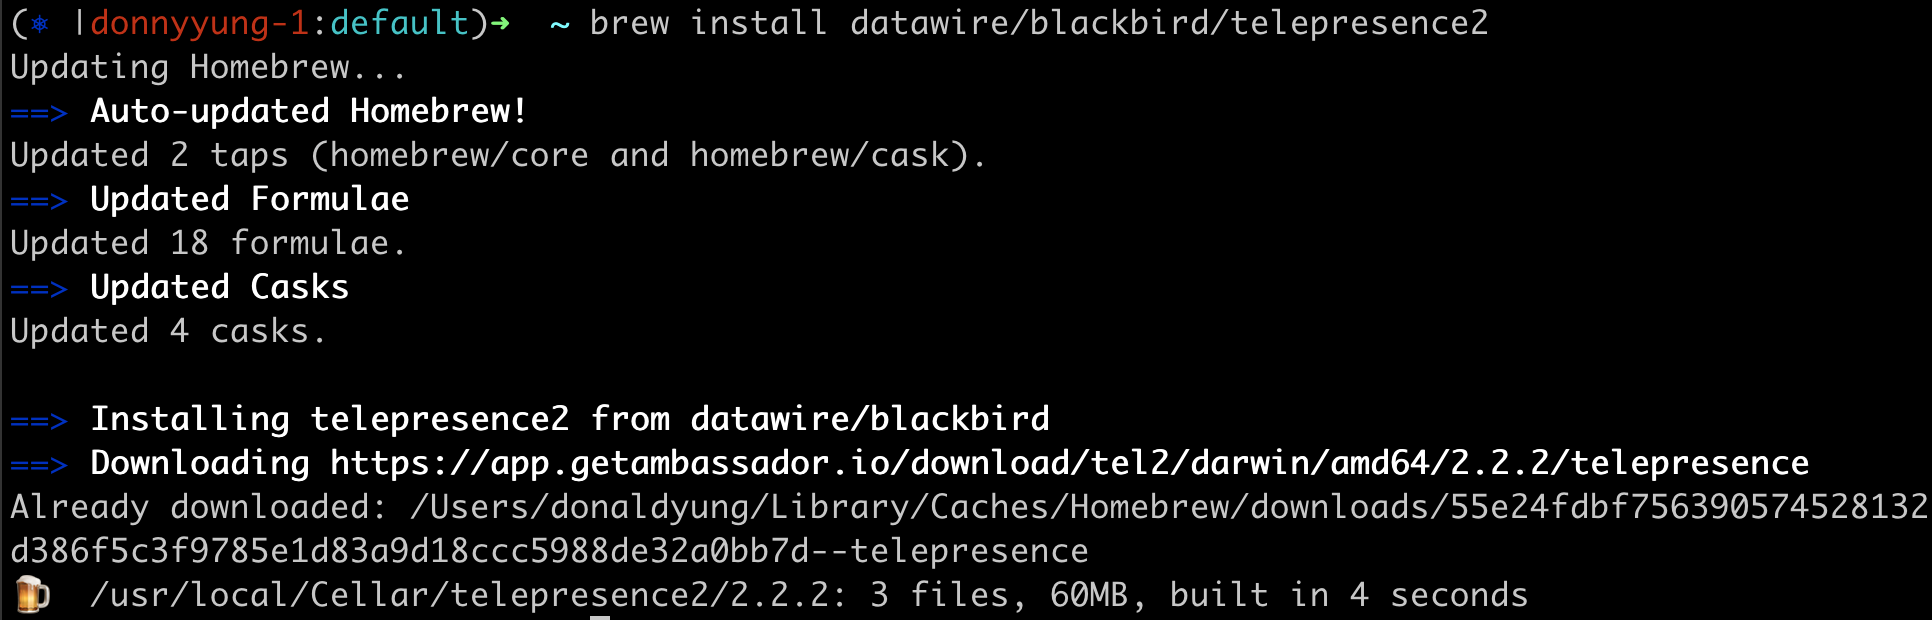 (⎈ |donnyyung-1:default)➜  ~ brew install datawire/blackbird/telepresence2
Updating Homebrew...
==> Auto-updated Homebrew!
Updated 2 taps (homebrew/core and homebrew/cask).
==> Updated Formulae
Updated 18 formulae.
==> Updated Casks
Updated 4 casks.
==> Installing telepresence2 from datawire/blackbird
==> Downloading https://app.getambassador.io/download/tel2/darwin/amd64/2.2.2/telepresence
Already downloaded: /Users/donaldyung/Library/Caches/Homebrew/downloads/55e24fdbf756390574528132
d386f5c3f9785e1d83a9d18ccc5988de32a0bb7d--telepresence
🍺  /usr/local/Cellar/telepresence2/2.2.2: 3 files, 60MB, built in 4 seconds